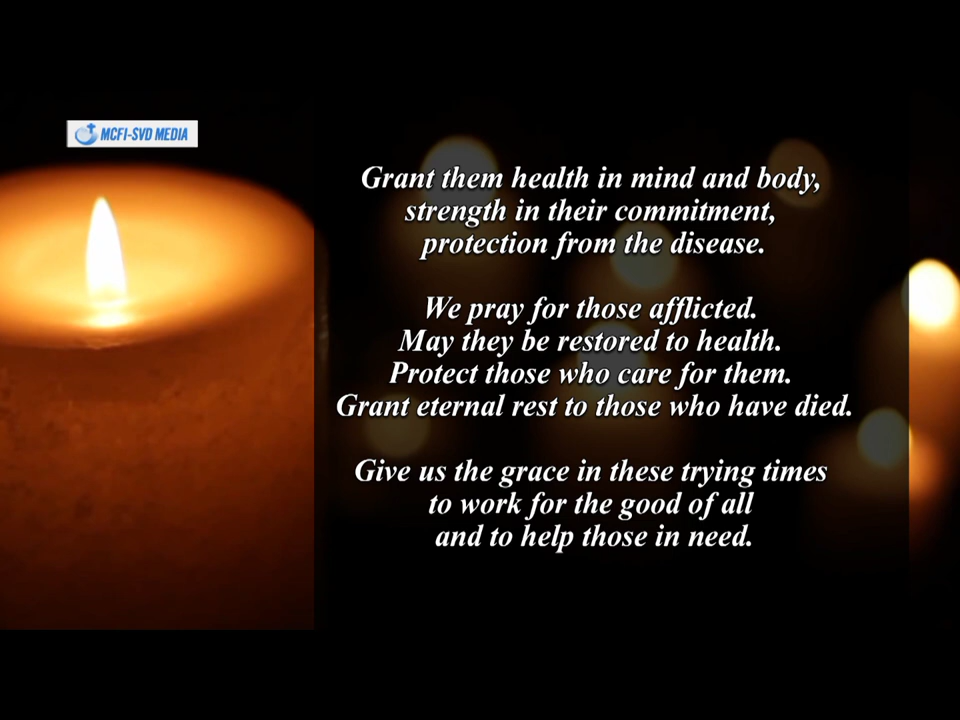 MCFI-SVD MEDIA
Grant them health in mind and body,
strength in their commitment,
protection from the disease.
We pray for those afflicted.
May they be restored to health.
Protect those who care for them.
Grant eternal rest to those who have died.
Give us the grace in these trying times
to work for the good of all
and to help those in need.